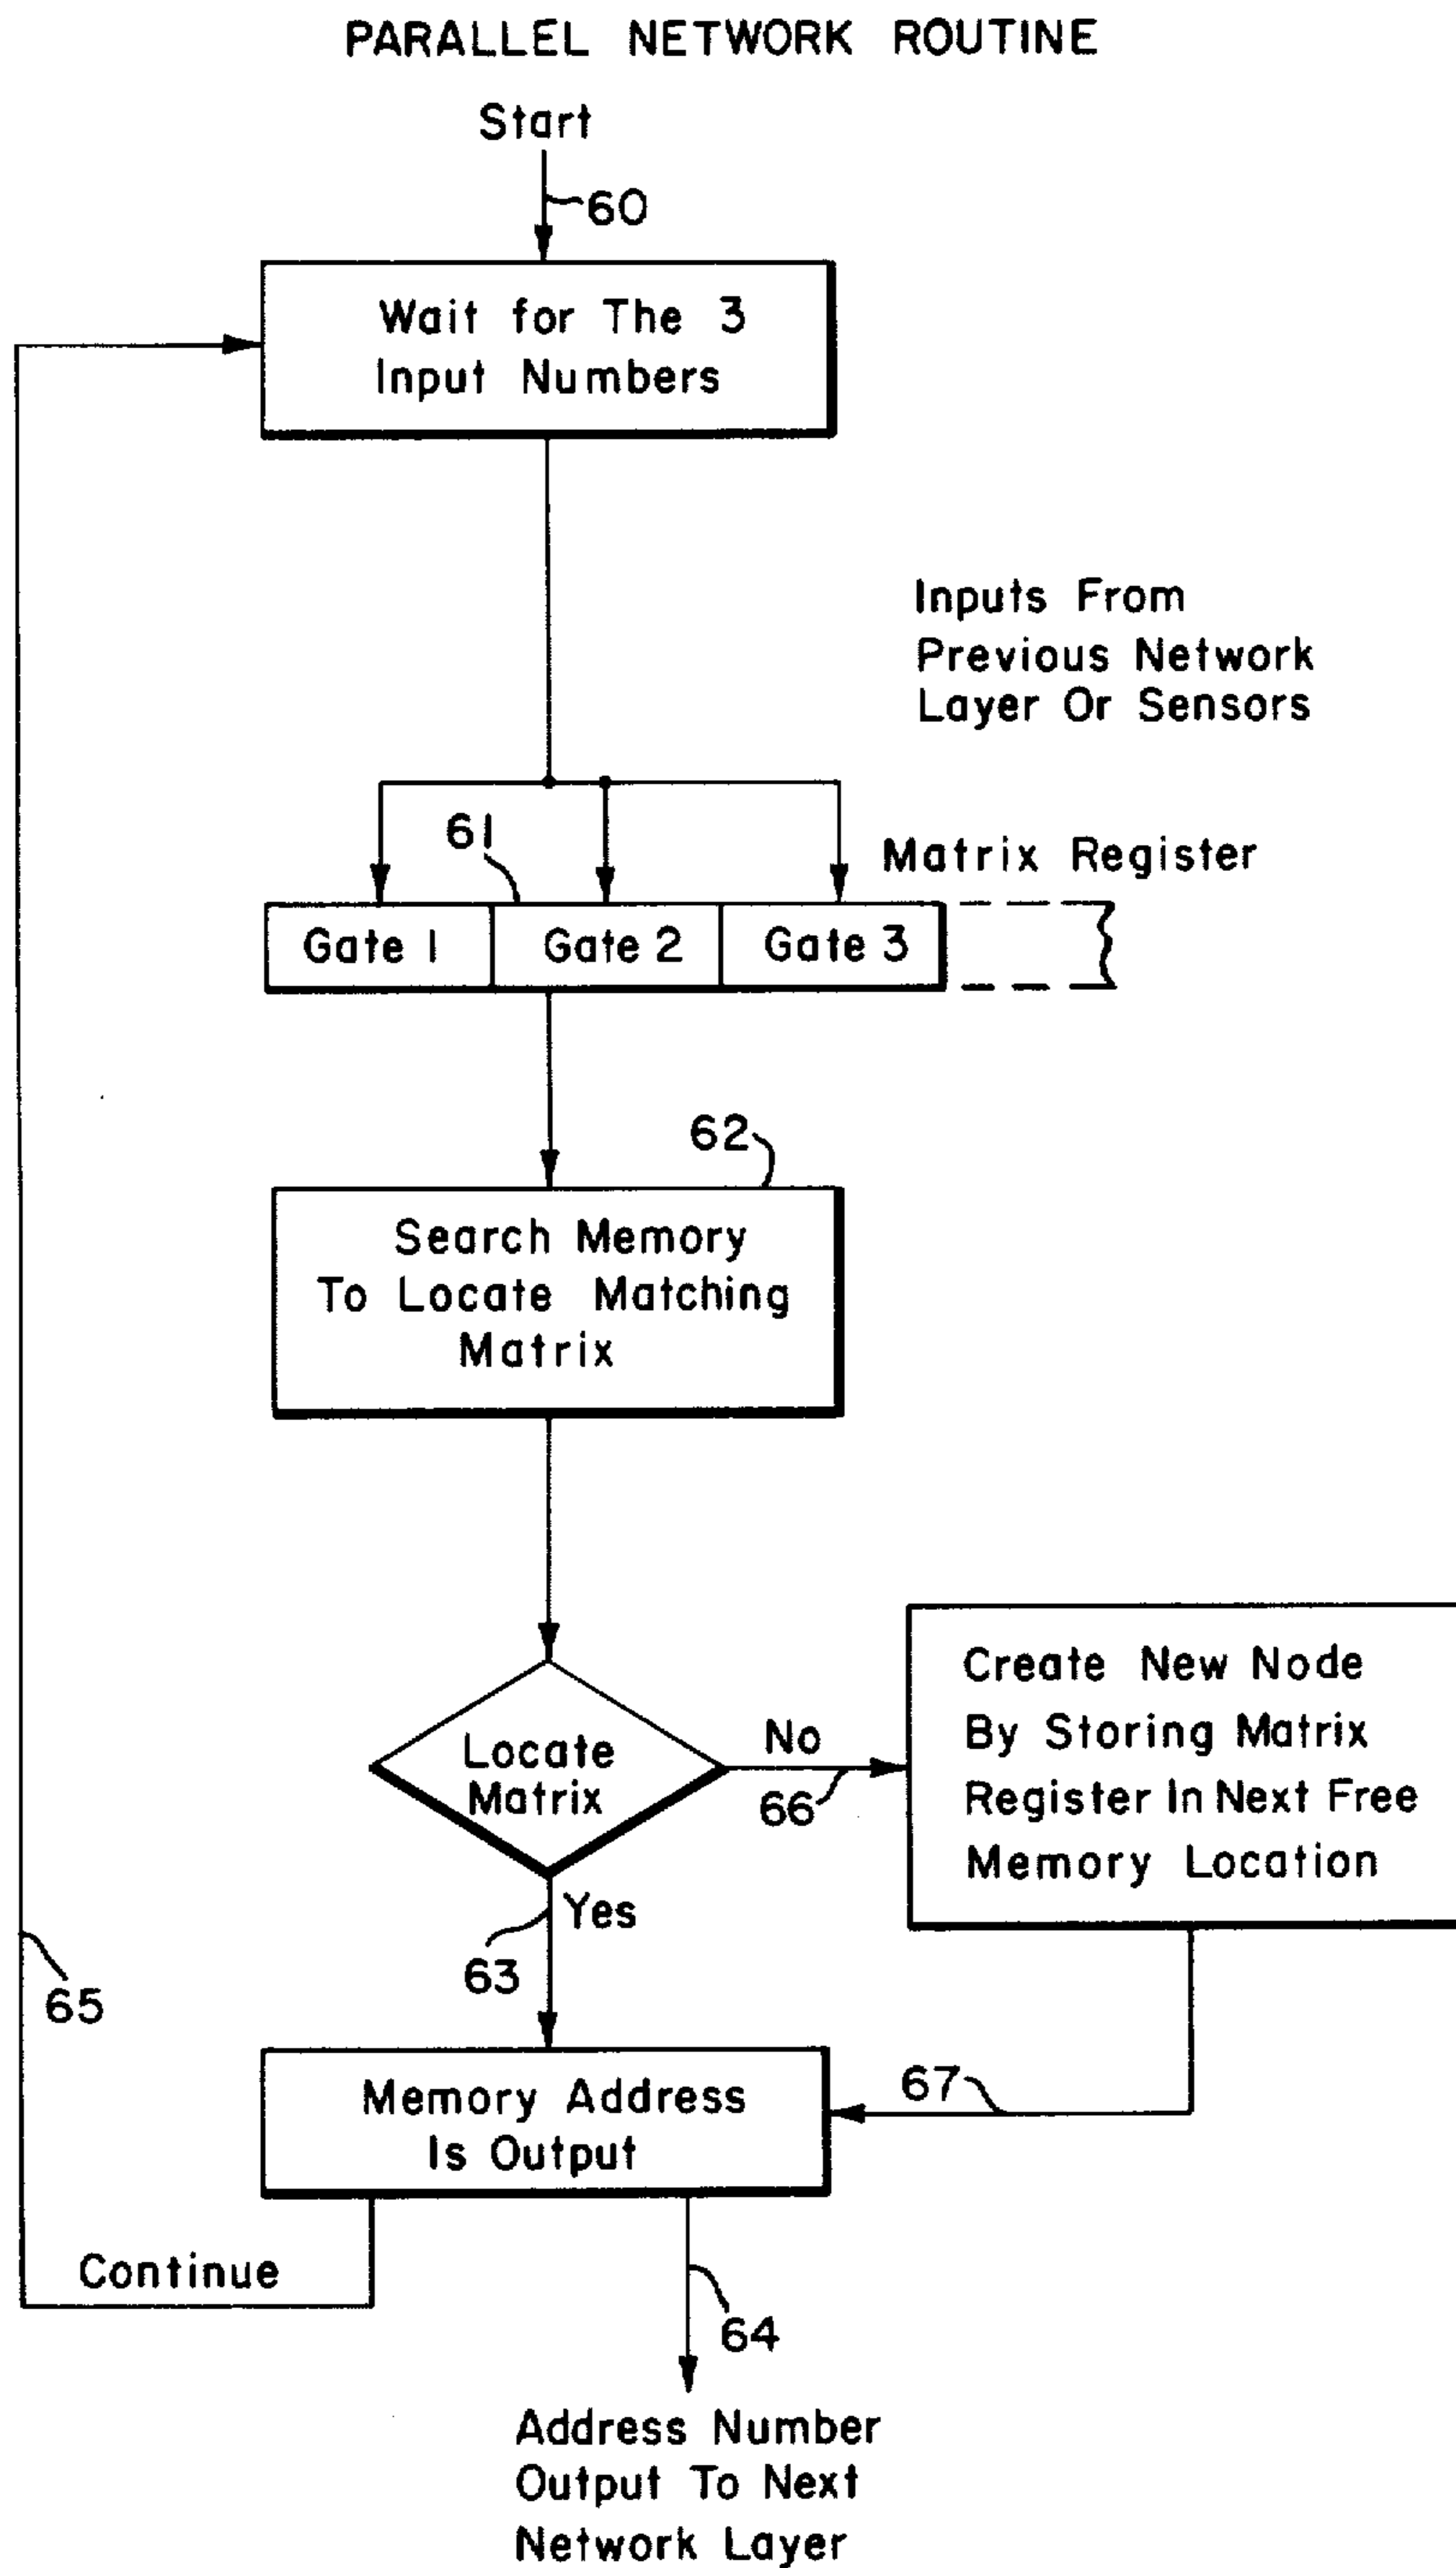 PARALLEL NETWORK ROUTINE
Start
60
Wait for The 3
Input Numbers
Inputs From
Previous Network
Layer Or Sensors
61
Matrix Register
Gate 1
Gate 2
Gate 3
62
Search Memory
To Locate Matching
Matrix
Locate
Matrix
No
66
Create New Node
By Storing Matrix
Register In Next Free
Memory Location
Yes
63
65
67
Memory Address
Is Output
Continue
64
Address Number
Output To Next
Network Layer